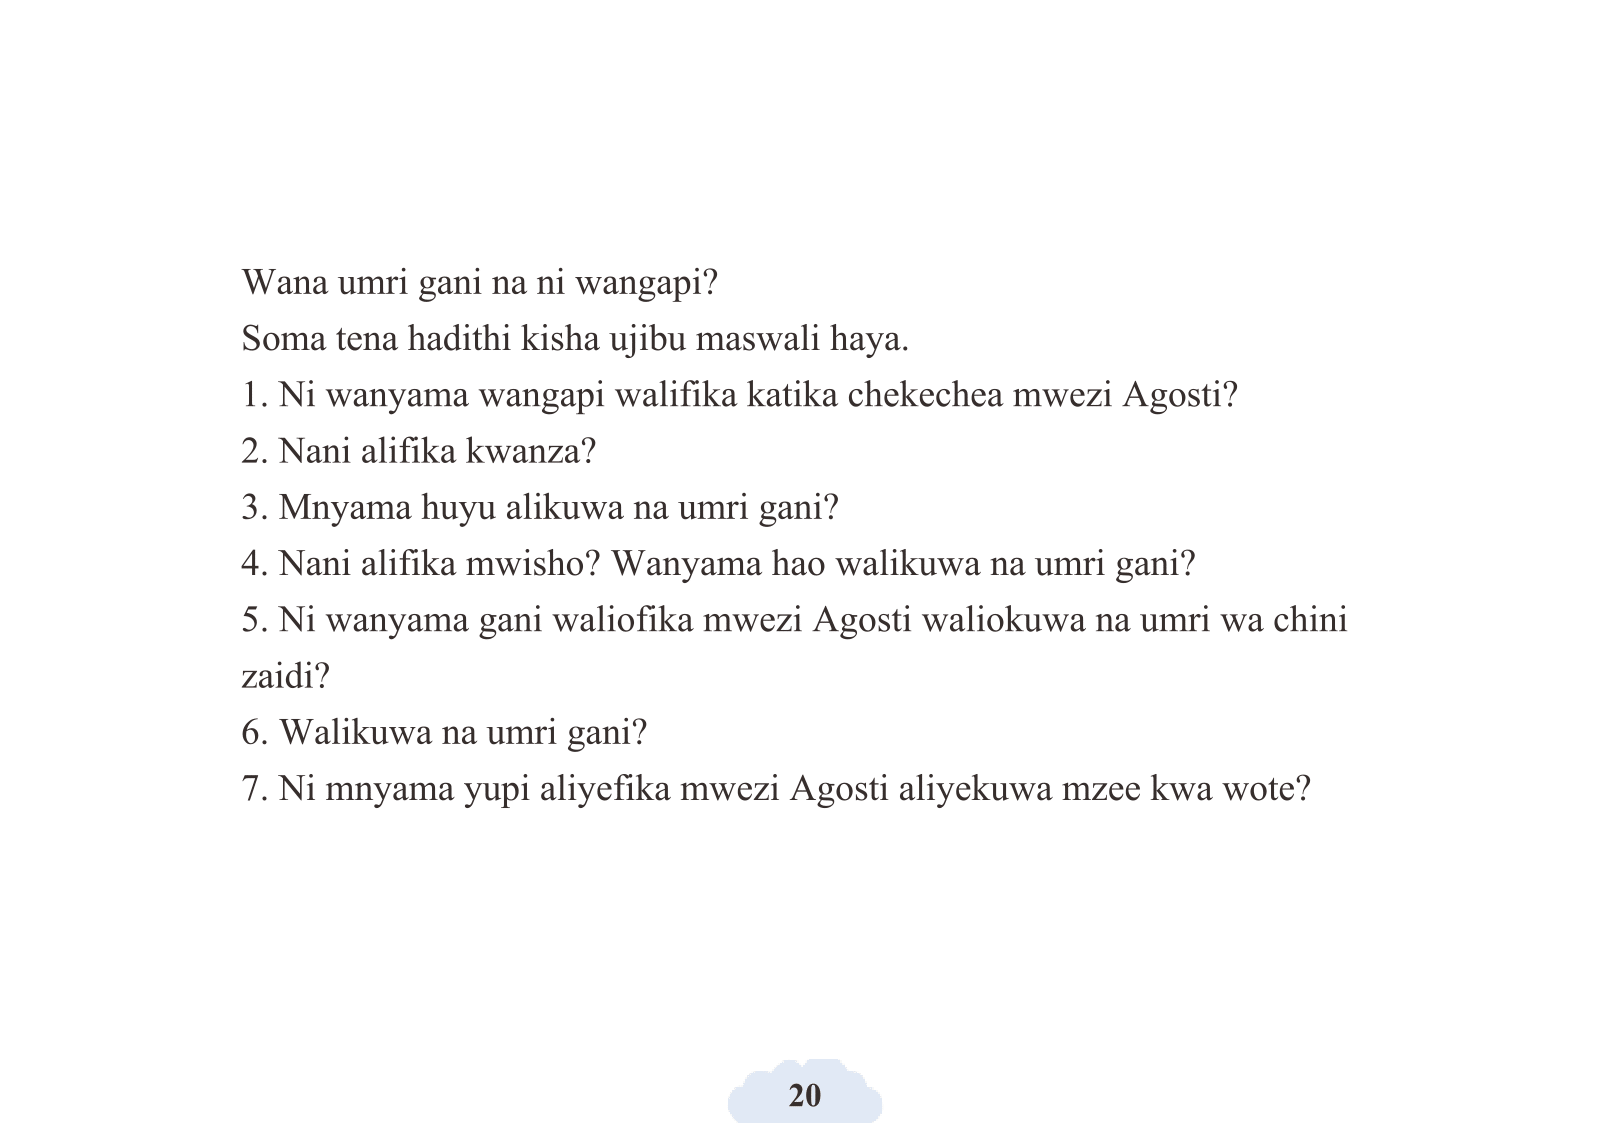 Wana umri gani na ni wangapi?
Soma tena hadithi kisha ujibu maswali haya.
1. Ni wanyama wangapi walifika katika chekechea mwezi Agosti?
2. Nani alifika kwanza?
3. Mnyama huyu alikuwa na umri gani?
4. Nani alifika mwisho? Wanyama hao walikuwa na umri gani?
5. Ni wanyama gani waliofika mwezi Agosti waliokuwa na umri wa chini
zaidi?
6. Walikuwa na umri gani?
7. Ni mnyama yupi aliyefika mwezi Agosti aliyekuwa mzee kwa wote?
20